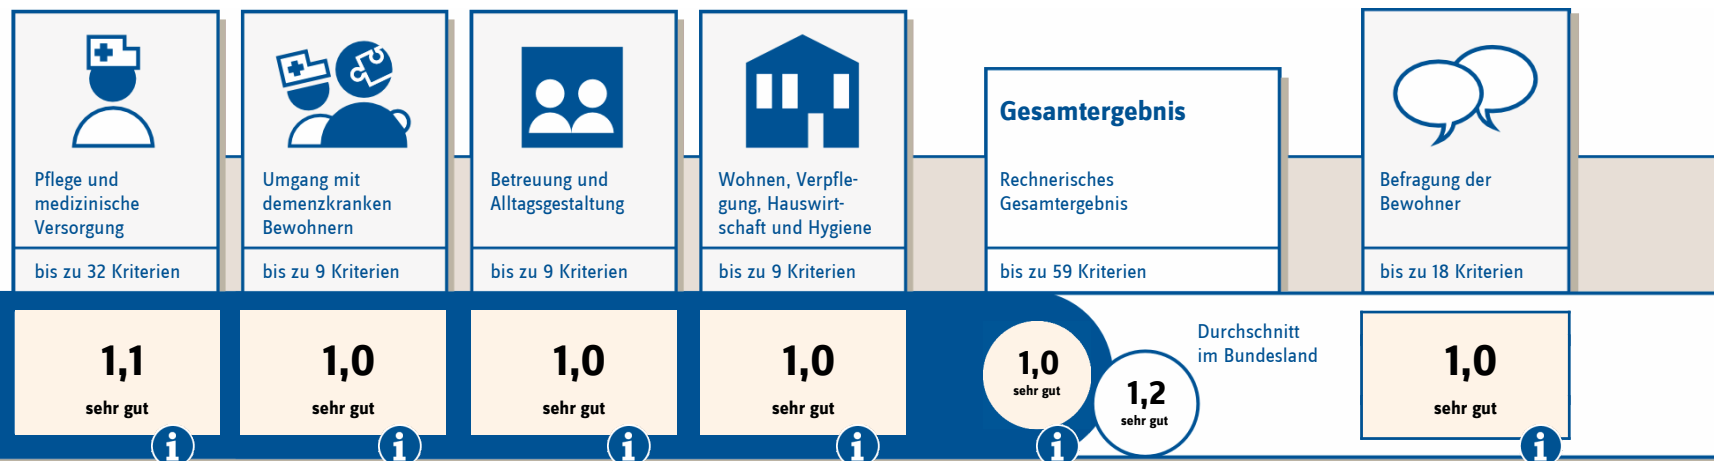 Pflege und
medizinische
Versorgung
bis zu 32 Kriterien
1,1
sehr gut
i
Umgang mit
demenzkranken
Bewohnern
bis zu 9 Kriterien
1,0
sehr gut
i
Betreuung und
Alltagsgestaltung
bis zu 9 Kriterien
1,0
sehr gut
i
Wohnen, Verpfle-
gung, Hauswirt-
schaft und Hygiene
bis zu 9 Kriterien
1,0
sehr gut
i
Gesamtergebnis
Rechnerisches
Gesamtergebnis
bis zu 59 Kriterien
1,0
sehr gut
i
Durchschnitt
im Bundesland
1,2
sehr gut
Befragung der
Bewohner
bis zu 18 Kriterien
1,0
sehr gut
i